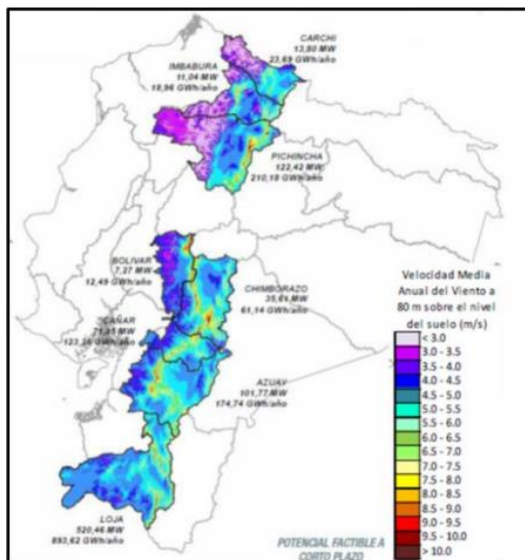 CARCHI
13,80 MW
23,69 GWh/año
IMBABURA
11,04 MW
18,96 GWh/año
PICHINCHA
122,42 MW
210,18 GWh/año
BOLIVAR
7,27 MW
12,49 GWh/año
CHIMBORAZO
35,61 MW
61,14 GWh/año
CAÑAR
GWh/año
AZUAY
101,77 MW
174,74 GWh/año
LOJA
520,46 MW
893,62 GWh/año
Velocidad Media
Anual del Viento a
80 m sobre el nivel
del suelo (m/s)
< 3.0
3.0 - 3.5
3.5 - 4.0
4.0 - 4.5
4.5 - 5.0
5.0 - 5.5
5.5 - 6.0
6.0 - 6.5
6.5 - 7.0
7.0 - 7.5
7.5 - 8.0
8.0 - 8.5
8.5 - 9.0
9.0 - 9.5
9.5 - 10.0
> 10.0
POTENCIAL FACTIBLE A
CORTO PLAZO